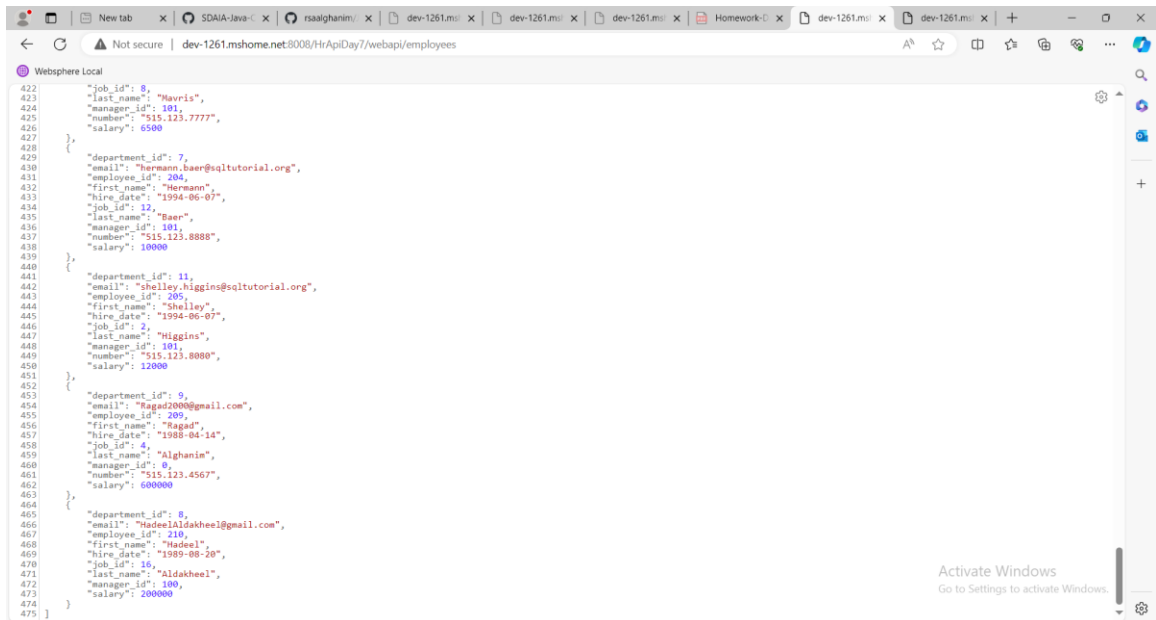 New tab
SDAIA-Java-C
rsaalghanim/
dev-1261.msl
dev-1261.msl
dev-1261.msl
Homework-D
dev-1261.msl
dev-1261.msl
Not secure | dev-1261.mshome.net:8008/HrApiDay7/webapi/employees
Websphere Local
422 "job_id": 8,
423 "last_name": "Mavris",
424 "manager_id": 101,
425 "number": "515.123.7777",
426 "salary": 6500
427 },
428 {
429 "department_id": 7,
430 "email": "hermann.baer@sqltutorial.org",
431 "employee_id": 204,
432 "first_name": "Hermann",
433 "hire_date": "1994-06-07",
434 "job_id": 12,
435 "last_name": "Baer",
436 "manager_id": 101,
437 "number": "515.123.8888",
438 "salary": 10000
439 },
440 {
441 "department_id": 11,
442 "email": "shelley.higgins@sqltutorial.org",
443 "employee_id": 205,
444 "first_name": "Shelley",
445 "hire_date": "1994-06-07",
446 "job_id": 2,
447 "last_name": "Higgins",
448 "manager_id": 101,
449 "number": "515.123.8080",
450 "salary": 12000
451 },
452 {
453 "department_id": 9,
454 "email": "Ragad2000@gmail.com",
455 "employee_id": 209,
456 "first_name": "Ragad",
457 "hire_date": "1988-04-14",
458 "job_id": 4,
459 "last_name": "Alghanim",
460 "manager_id": 0,
461 "number": "515.123.4567",
462 "salary": 600000
463 },
464 {
465 "department_id": 8,
466 "email": "HadeelAldakheel@gmail.com",
467 "employee_id": 210,
468 "first_name": "Hadeel",
469 "hire_date": "1989-08-20",
470 "job_id": 16,
471 "last_name": "Aldakheel",
472 "manager_id": 100,
473 "salary": 200000
474 }
475 ]
Activate Windows
Go to Settings to activate Windows.